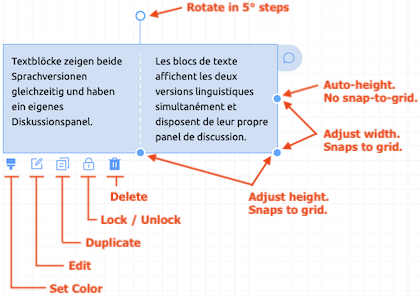 Rotate in 5° steps
Textblöcke zeigen beide
Sprachversionen
gleichzeitig und haben
ein eigenes
Diskussionspanel.
Les blocs de texte
affichent les deux
versions linguistiques
simultanément et
disposent de leur propre
panel de discussion.
Auto-height.
No snap-to-grid.
Adjust width.
Snaps to grid.
Adjust height.
Snaps to grid.
Delete
Lock / Unlock
Duplicate
Edit
Set Color